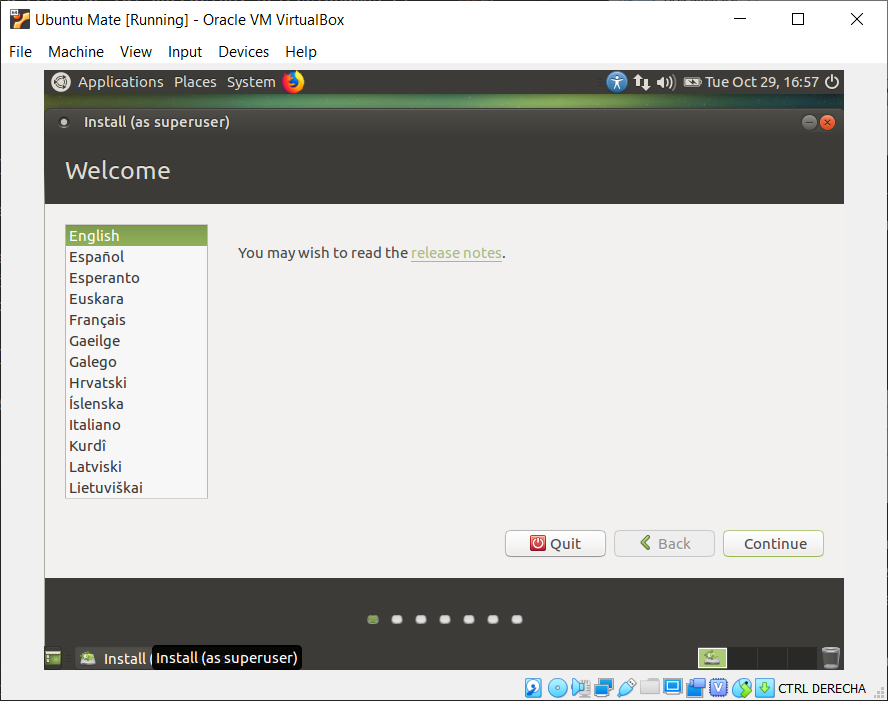 Ubuntu Mate [Running] - Oracle VM VirtualBox
File Machine View Input Devices Help
Applications Places System Tue Oct 29, 16:57
Install (as superuser)
Welcome
English
Español
Esperanto
Euskara
Français
Gaeilge
Galego
Hrvatski
Íslenska
Italiano
Kurdî
Latviski
Lietuviškai
You may wish to read the release notes.
Quit Back Continue
Install ( Install (as superuser)
CTRL DERECHA